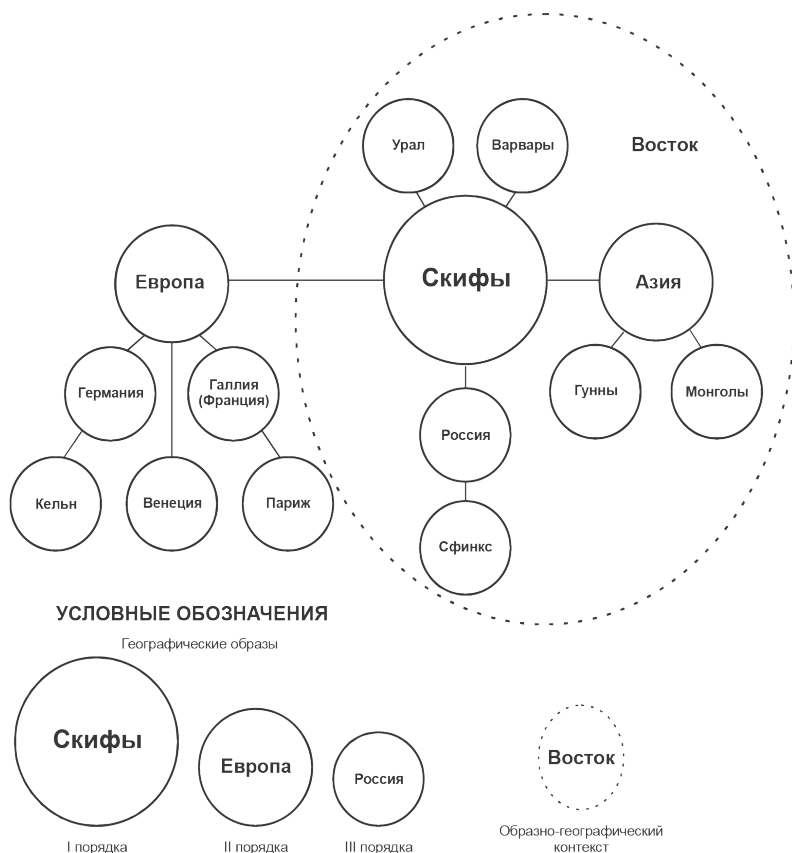 Урал
Варвары
Восток
Европа
Скифы
Азия
Германия
Галлия
(Франция)
Гунны
Монголы
Россия
Кельн
Венеция
Париж
Сфинкс
УСЛОВНЫЕ ОБОЗНАЧЕНИЯ
Географические образы
Скифы
Европа
Россия
Восток
I порядка
II порядка
III порядка
Образно-географический
контекст